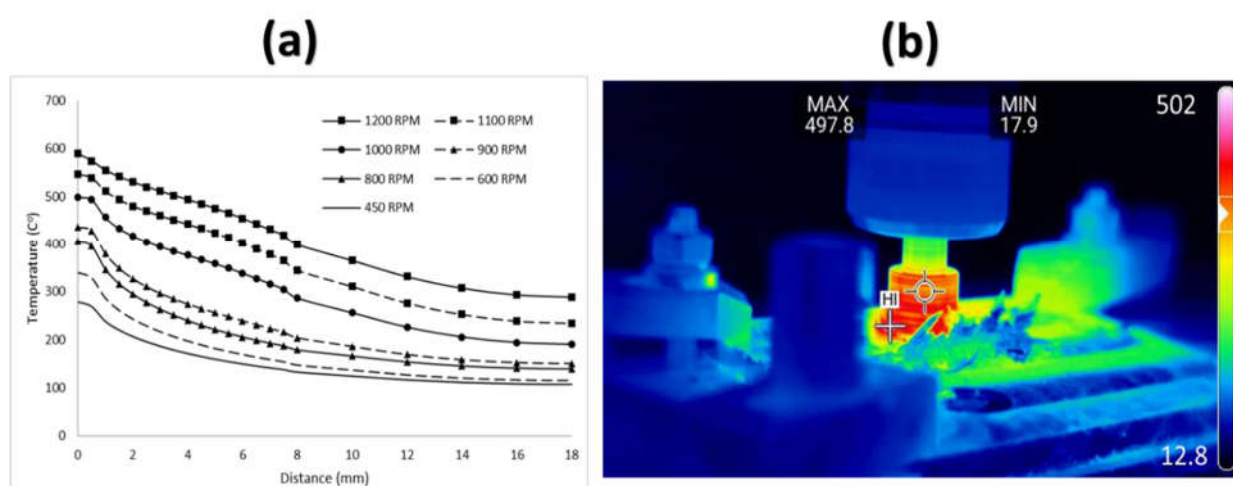 (a)
(b)
700
600
500
400
300
200
100
0
Temperature (C°)
1200 RPM
1100 RPM
1000 RPM
900 RPM
800 RPM
600 RPM
450 RPM
0 2 4 6 8 10 12 14 16 18
Distance (mm)
MAX
497.8
MIN
17.9
502
HI
12.8